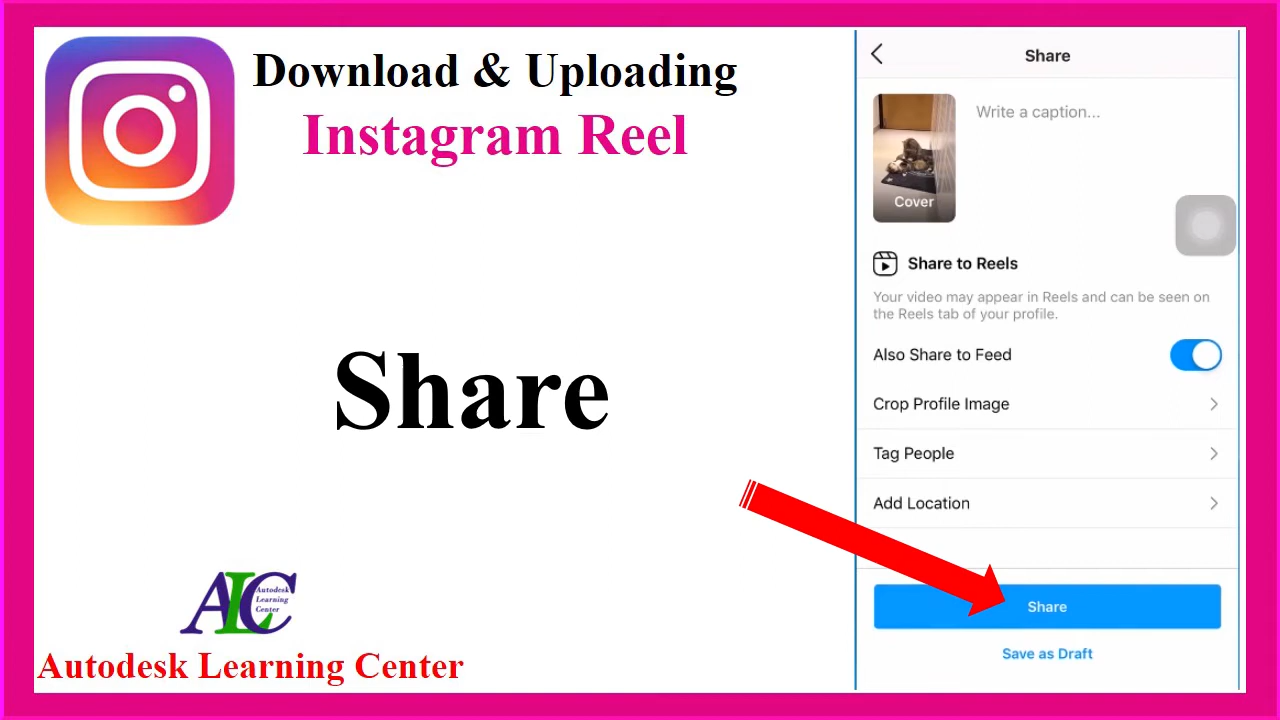 Download & Uploading
Instagram Reel
Share
ALC
Autodesk
Learning
Center
Autodesk Learning Center
Share
Write a caption...
Cover
Share to Reels
Your video may appear in Reels and can be seen on
the Reels tab of your profile.
Also Share to Feed
Crop Profile Image
Tag People
Add Location
Share
Save as Draft